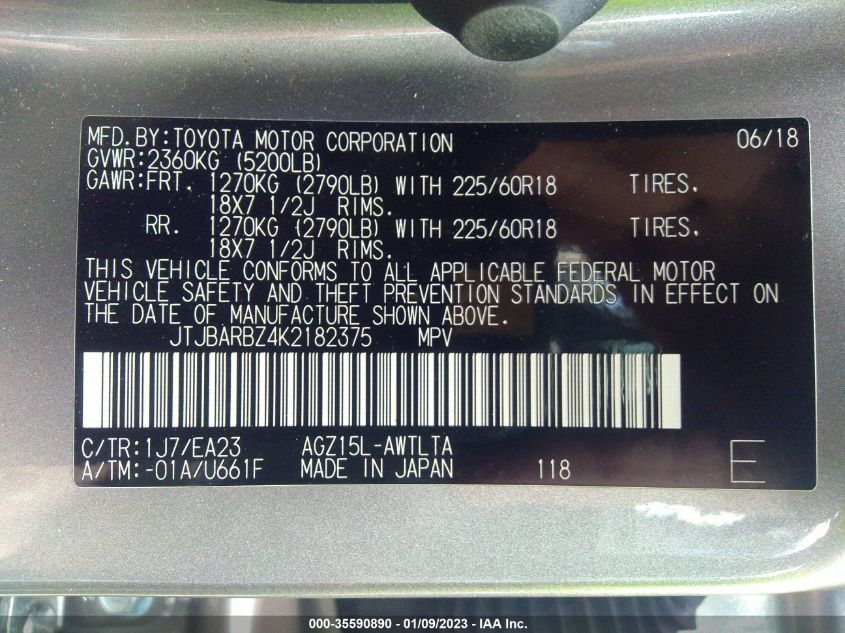 MFD. BY: TOYOTA MOTOR CORPORATION 06/18
GVWR: 2360KG (5200LB)
GAWR: FRT. 1270KG (2790LB) WITH 225/60R18 TIRES.
18X7 1/2J RIMS.
RR. 1270KG (2790LB) WITH 225/60R18 TIRES.
18X7 1/2J RIMS.
THIS VEHICLE CONFORMS TO ALL APPLICABLE FEDERAL MOTOR
VEHICLE SAFETY AND THEFT PREVENTION STANDARDS IN EFFECT ON
THE DATE OF MANUFACTURE SHOWN ABOVE.
JTJBARBZ4K2182375 MPV
C/TR: 1J7/EA23 AGZ15L-AWTLTA
A/TM: -01A/U661F MADE IN JAPAN 118 E
000-35590890 - 01/09/2023 - IAA Inc.